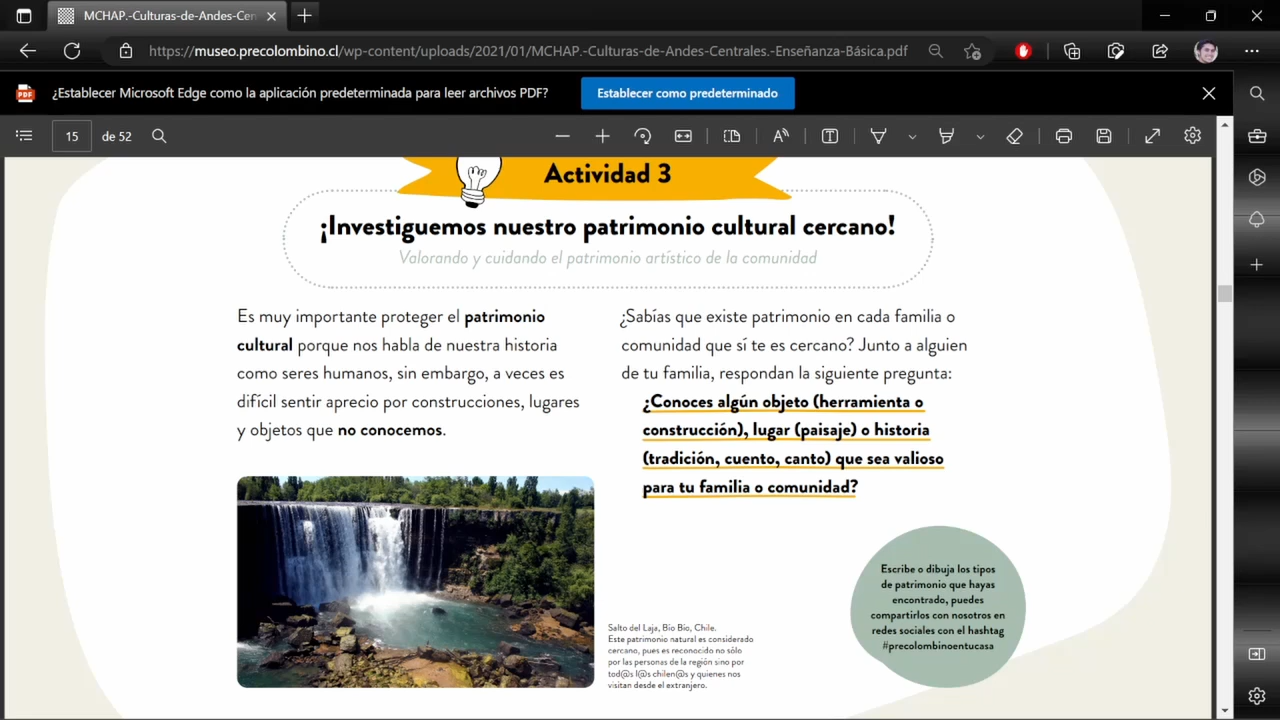 MCHAP.-Culturas-de-Andes-Cen
https://museo.precolombino.cl/wp-content/uploads/2021/01/MCHAP.-Culturas-de-Andes-Centrales.-Enseñanza-Básica.pdf
PDF
¿Establecer Microsoft Edge como la aplicación predeterminada para leer archivos PDF?
Establecer como predeterminado
15
de 52
Actividad 3
¡Investiguemos nuestro patrimonio cultural cercano!
Valorando y cuidando el patrimonio artístico de la comunidad
Es muy importante proteger el patrimonio
cultural porque nos habla de nuestra historia
como seres humanos, sin embargo, a veces es
difícil sentir aprecio por construcciones, lugares
y objetos que no conocemos.
¿Sabías que existe patrimonio en cada familia o
comunidad que sí te es cercano? Junto a alguien
de tu familia, respondan la siguiente pregunta:
¿Conoces algún objeto (herramienta o
construcción), lugar (paisaje) o historia
(tradición, cuento, canto) que sea valioso
para tu familia o comunidad?
Salto del Laja, Bío Bío, Chile.
Este patrimonio natural es considerado
cercano, pues es reconocido no sólo
por las personas de la región sino por
tod@s l@s chilen@s y quienes nos
visitan desde el extranjero.
Escribe o dibuja los tipos
de patrimonio que hayas
encontrado, puedes
compartirlos con nosotros en
redes sociales con el hashtag
#precolombinoentucasa